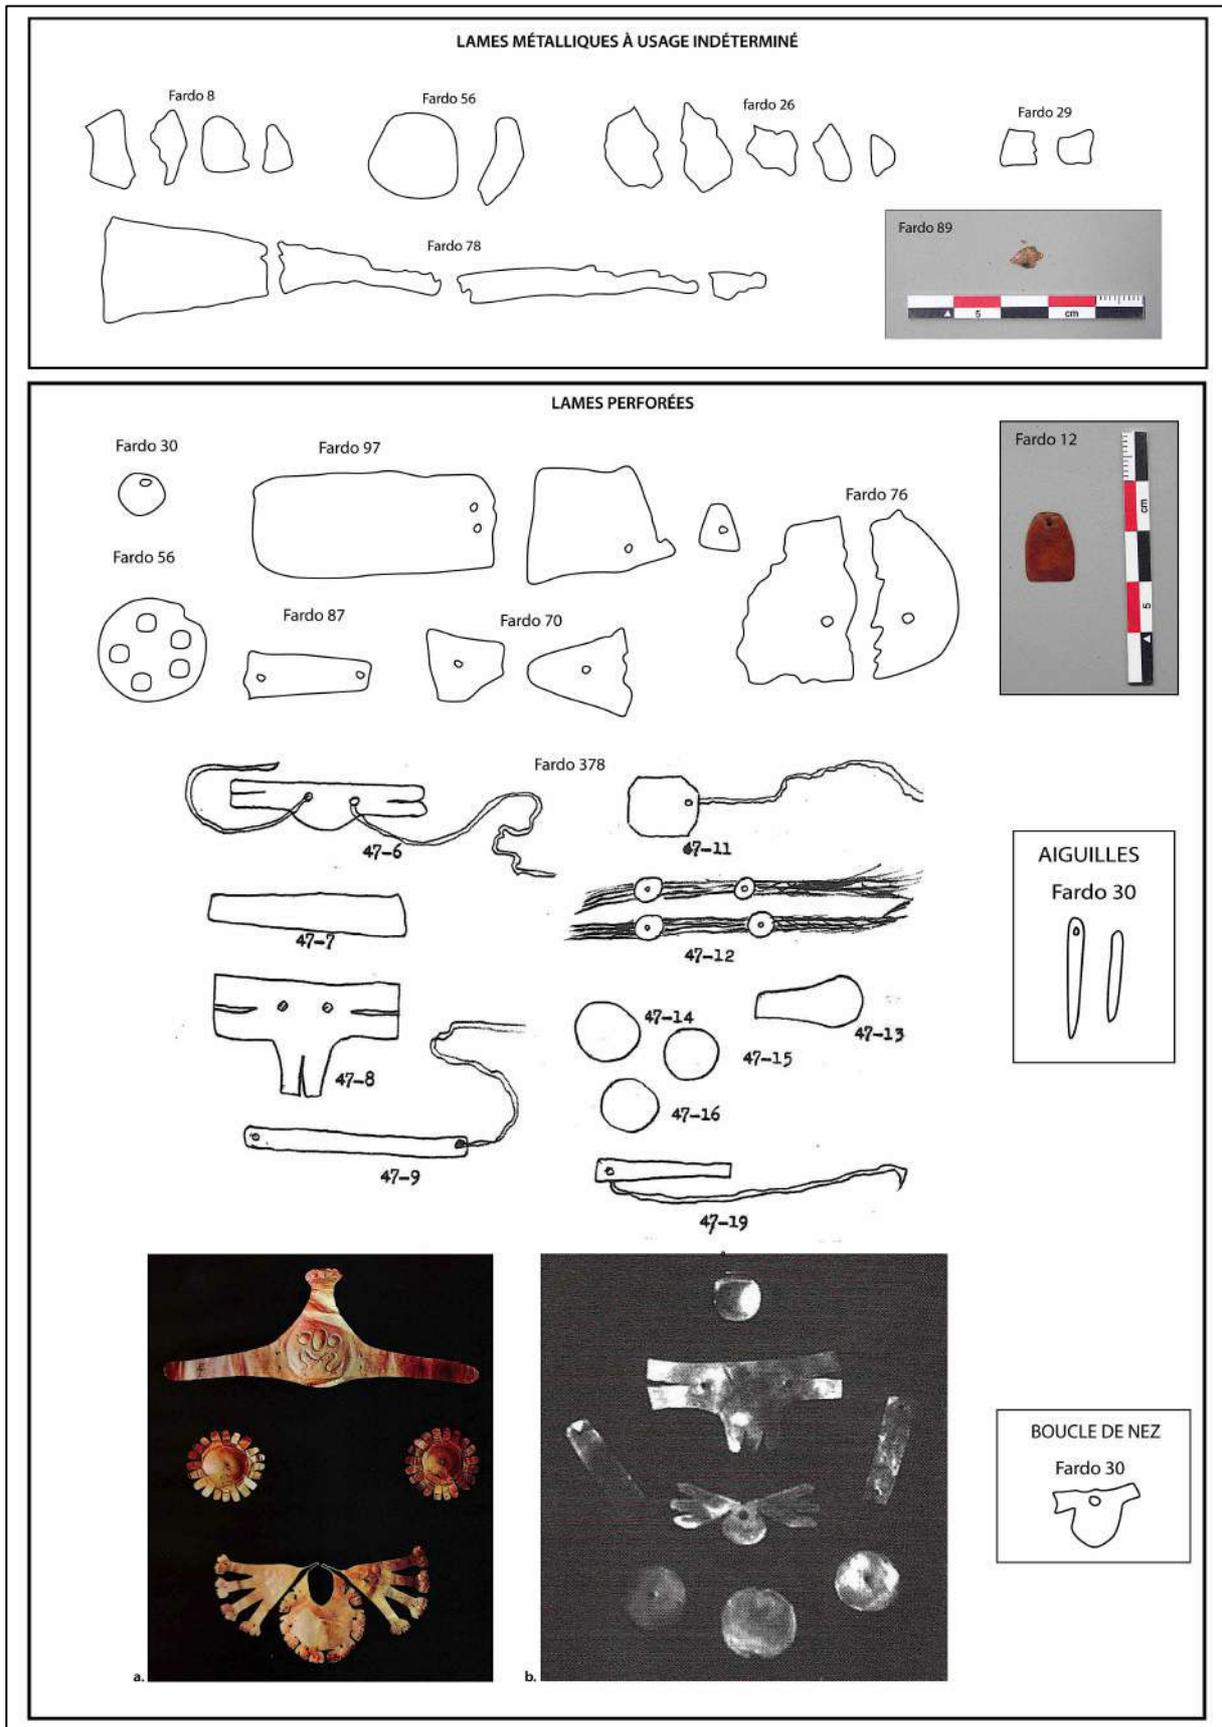 LAMES MÉTALLIQUES À USAGE INDÉTERMINÉ
Fardo 8
Fardo 56
fardo 26
Fardo 29
Fardo 78
Fardo 89
5
cm
LAMES PERFORÉES
Fardo 30
Fardo 97
Fardo 12
cm
5
Fardo 76
Fardo 56
Fardo 87
Fardo 70
Fardo 378
47-6
47-11
AIGUILLES
Fardo 30
47-7
47-12
47-14
47-13
47-15
47-8
47-16
47-9
47-19
BOUCLE DE NEZ
Fardo 30
a.
b.